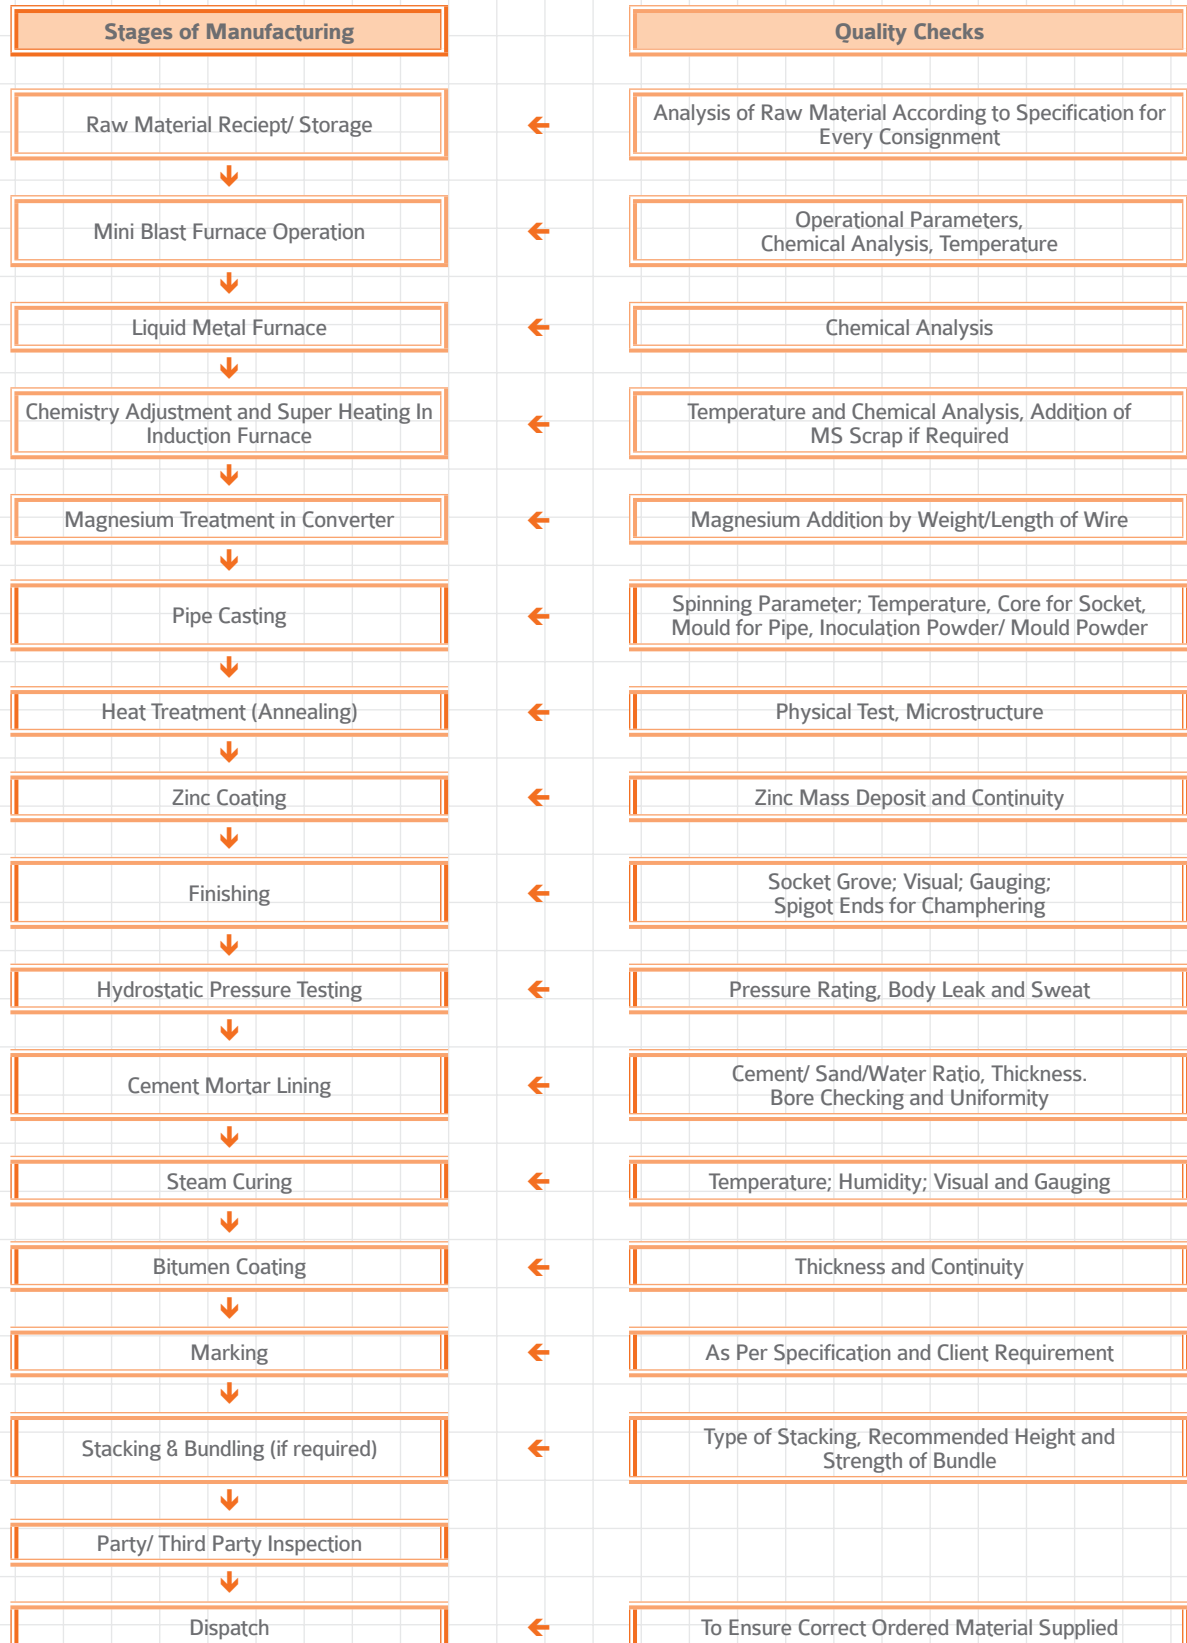 Stages of Manufacturing
Quality Checks
Raw Material Reciept/ Storage
Analysis of Raw Material According to Specification for
Every Consignment
Mini Blast Furnace Operation
Operational Parameters,
Chemical Analysis, Temperature
Liquid Metal Furnace
Chemical Analysis
Chemistry Adjustment and Super Heating In
Induction Furnace
Temperature and Chemical Analysis, Addition of
MS Scrap if Required
Magnesium Treatment in Converter
Magnesium Addition by Weight/Length of Wire
Pipe Casting
Spinning Parameter; Temperature, Core for Socket,
Mould for Pipe, Inoculation Powder/ Mould Powder
Heat Treatment (Annealing)
Physical Test, Microstructure
Zinc Coating
Zinc Mass Deposit and Continuity
Finishing
Socket Grove; Visual; Gauging;
Spigot Ends for Champhering
Hydrostatic Pressure Testing
Pressure Rating, Body Leak and Sweat
Cement Mortar Lining
Cement/ Sand/Water Ratio, Thickness.
Bore Checking and Uniformity
Steam Curing
Temperature; Humidity; Visual and Gauging
Bitumen Coating
Thickness and Continuity
Marking
As Per Specification and Client Requirement
Stacking & Bundling (if required)
Type of Stacking, Recommended Height and
Strength of Bundle
Party/ Third Party Inspection
Dispatch
To Ensure Correct Ordered Material Supplied